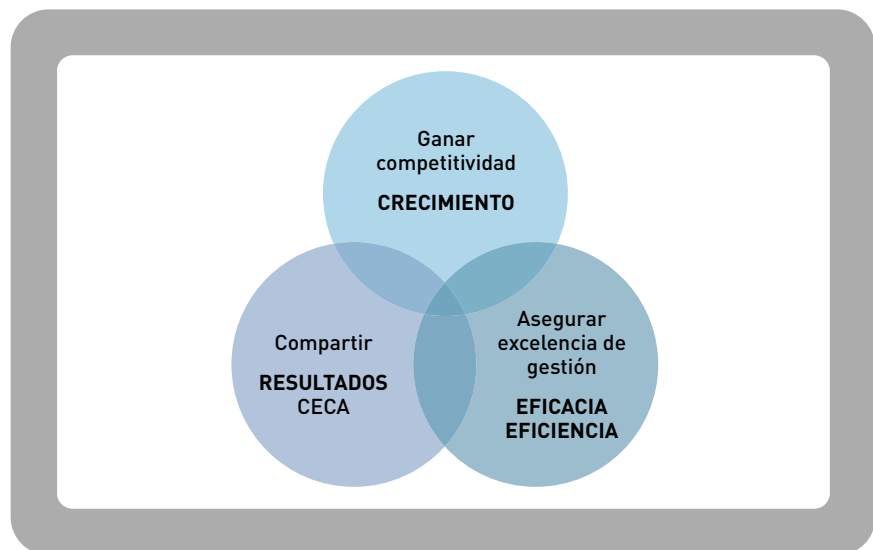 Ganar
competitividad
CRECIMIENTO
Compartir
RESULTADOS
CECA
Asegurar
excelencia de
gestión
EFICACIA
EFICIENCIA